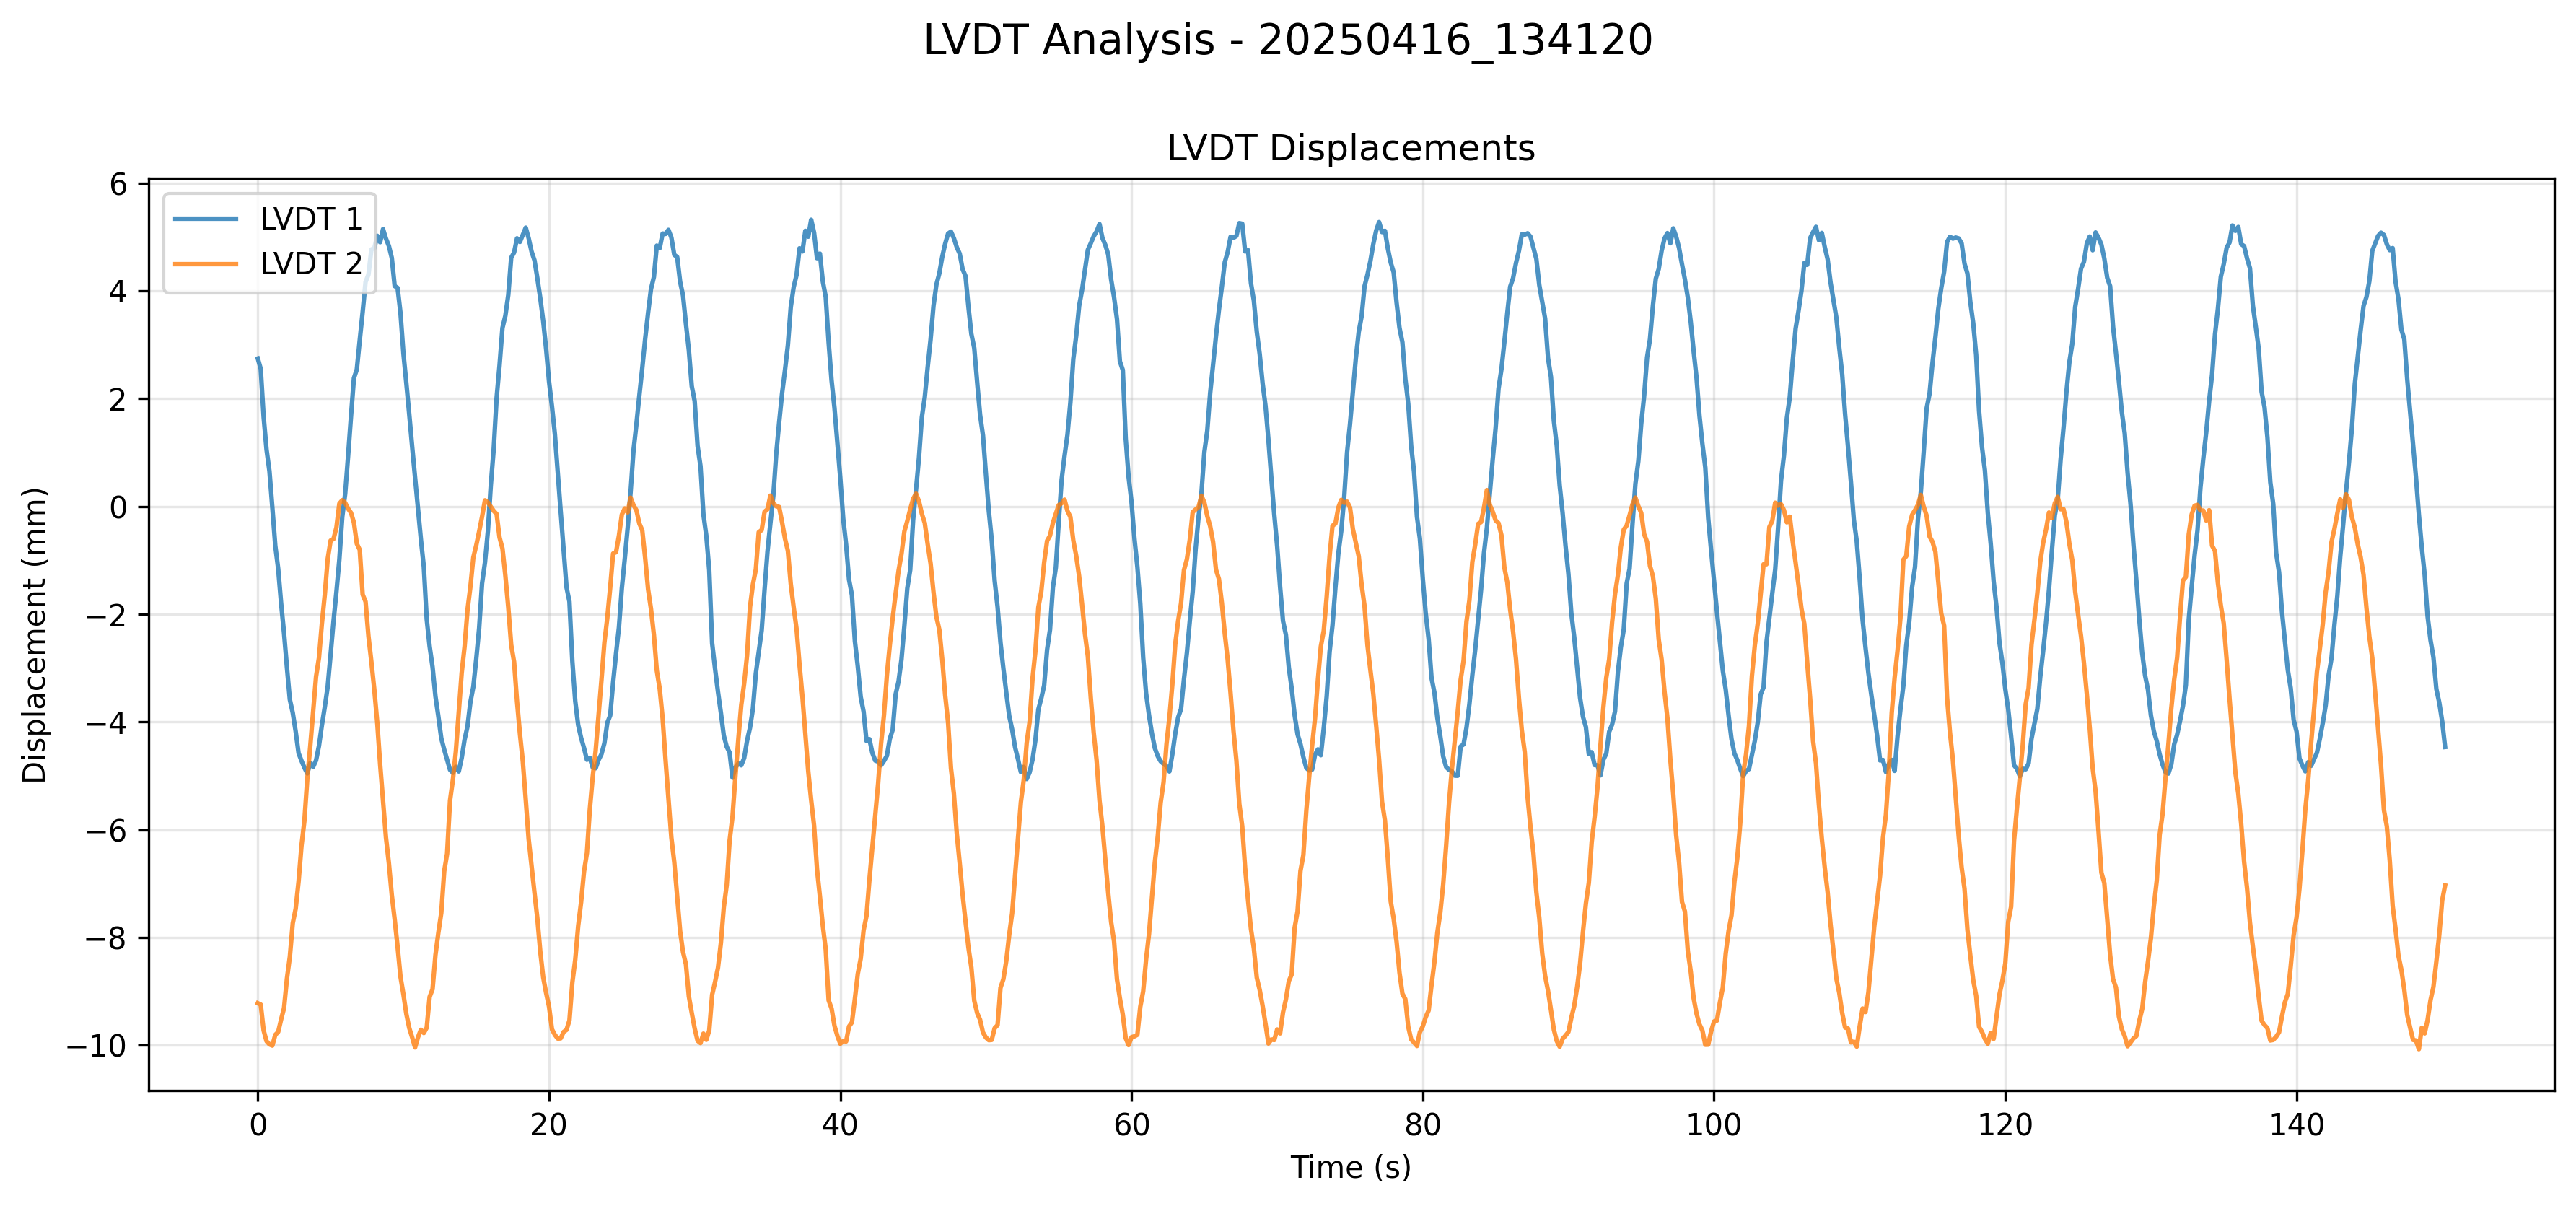 LVDT Analysis - 20250416_134120
LVDT Displacements
LVDT 1
LVDT 2
Displacement (mm)
6
4
2
0
−2
−4
−6
−8
−10
0 20 40 60 80 100 120 140
Time (s)